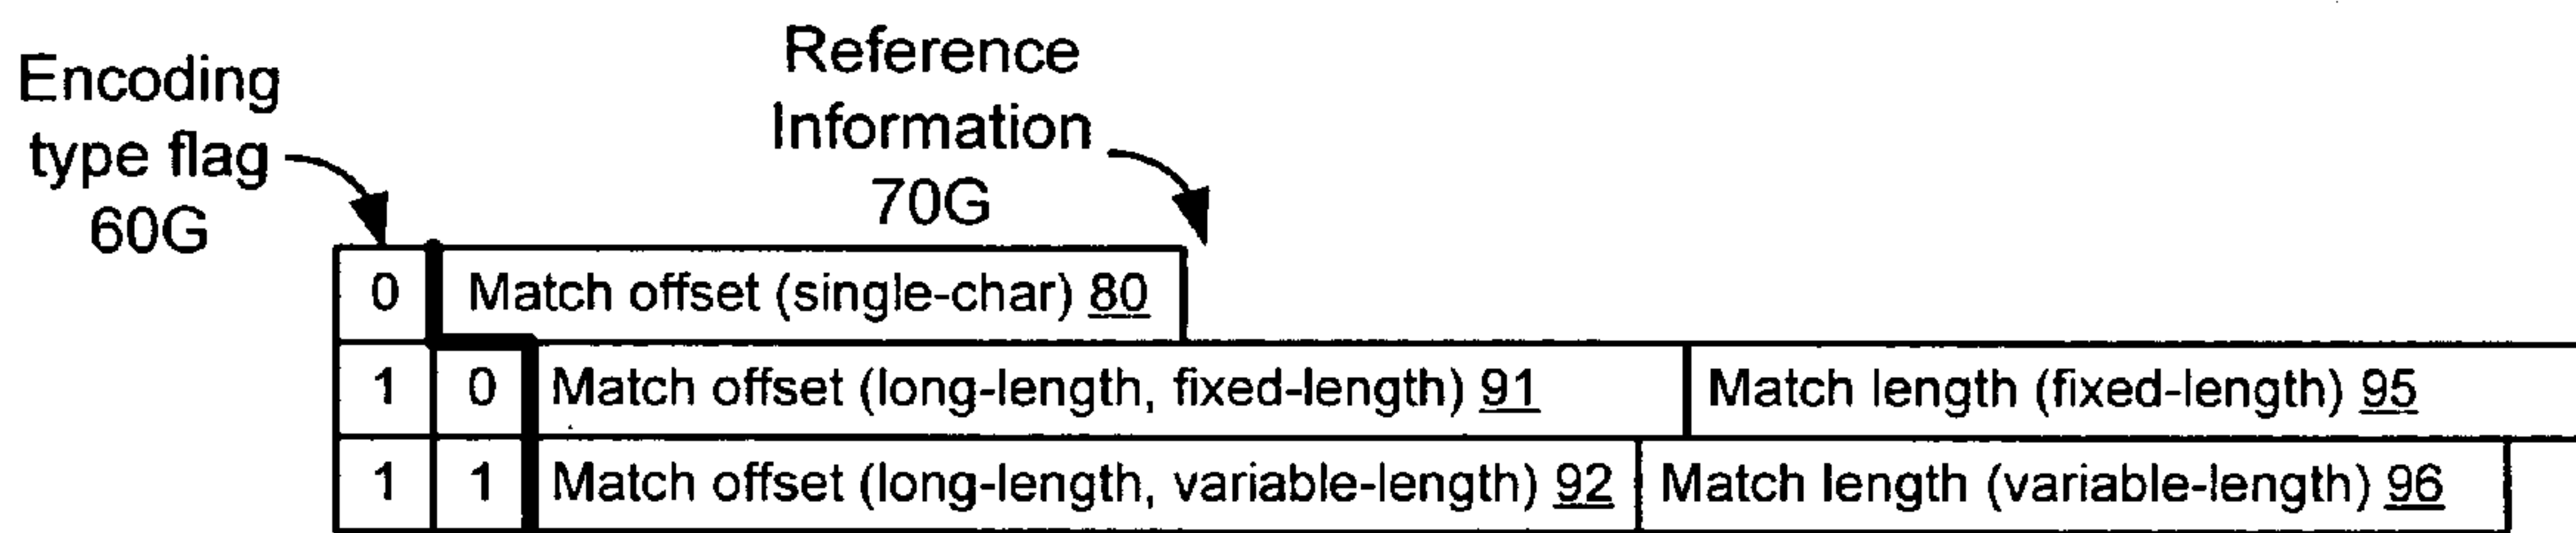 Encoding
type flag
60G
Reference
Information
70G
0 Match offset (single-char) 80
1 0 Match offset (long-length, fixed-length) 91 Match length (fixed-length) 95
1 1 Match offset (long-length, variable-length) 92 Match length (variable-length) 96